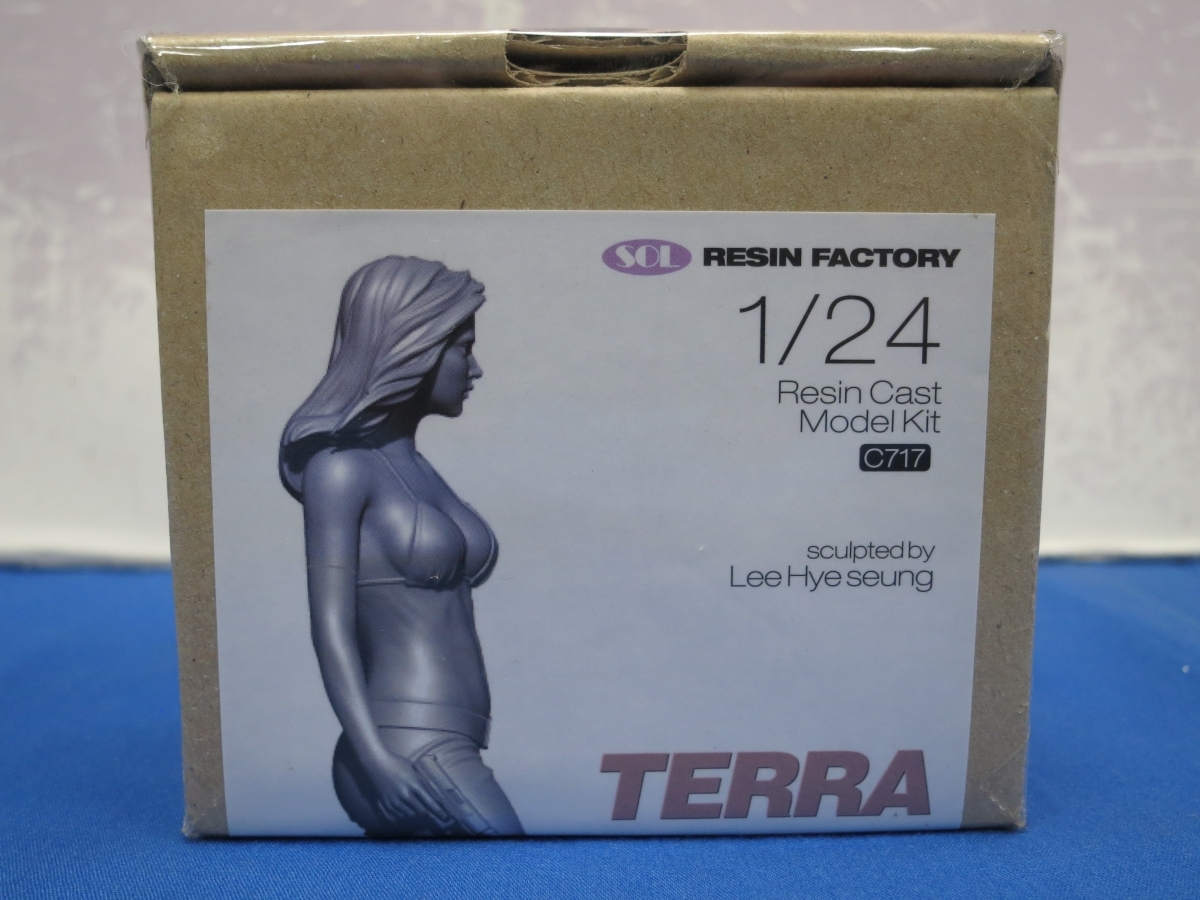 SOL RESIN FACTORY
1/24
Resin Cast
Model Kit
C717
sculpted by
Lee Hye seung
TERRA